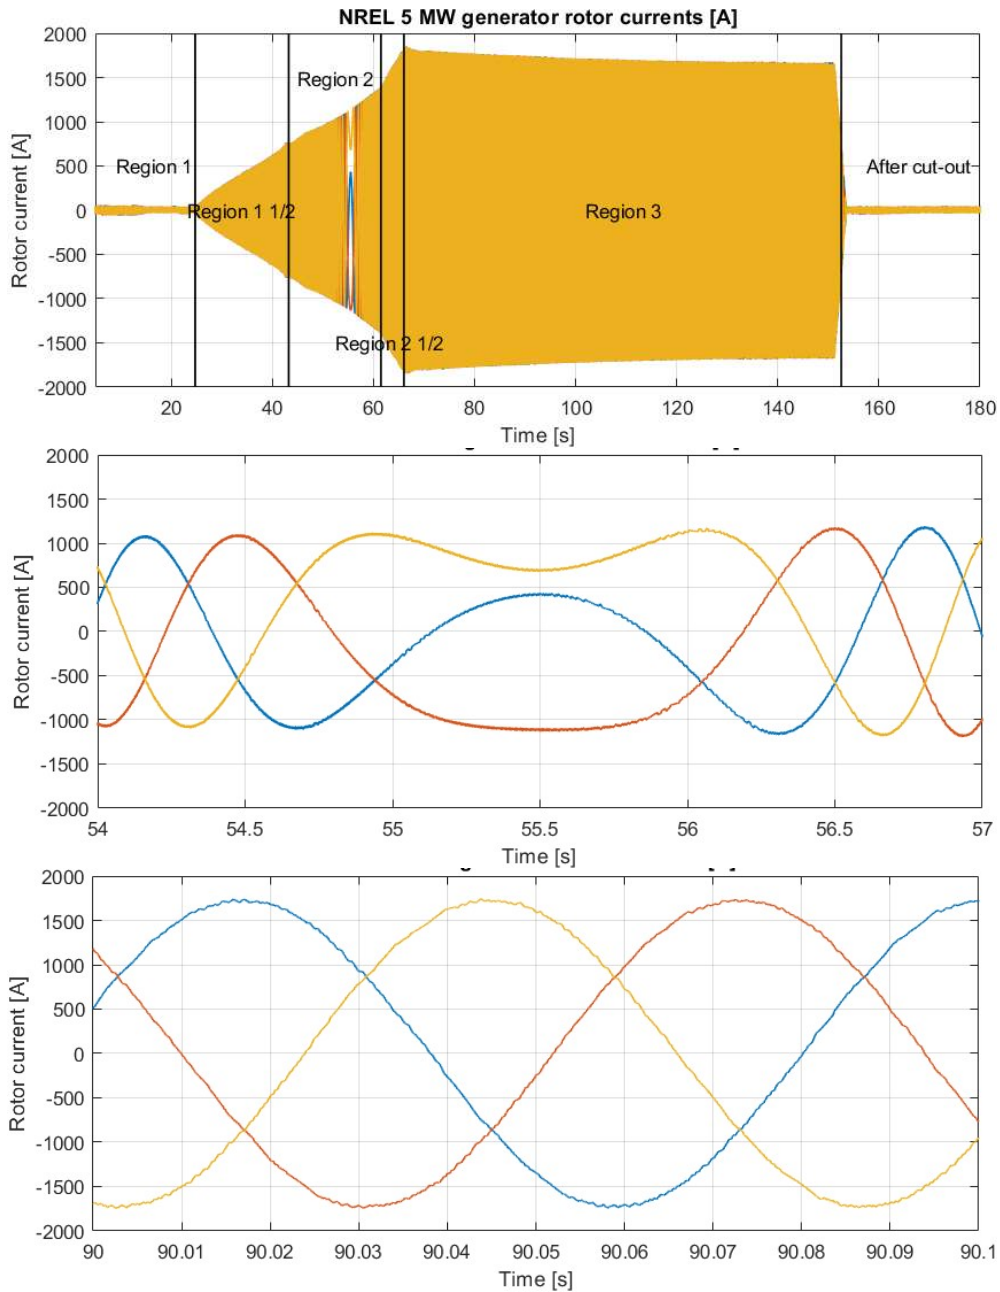 NREL 5 MW generator rotor currents [A]
2000
1500
1000
500
0
-500
-1000
-1500
-2000
Rotor current [A]
Region 1
Region 1 1/2
Region 2
Region 2 1/2
Region 3
After cut-out
20 40 60 80 100 120 140 160 180
Time [s]
2000
1500
1000
500
0
-500
-1000
-1500
-2000
Rotor current [A]
54 54.5 55 55.5 56 56.5 57
Time [s]
2000
1500
1000
500
0
-500
-1000
-1500
-2000
Rotor current [A]
90 90.01 90.02 90.03 90.04 90.05 90.06 90.07 90.08 90.09 90.1
Time [s]